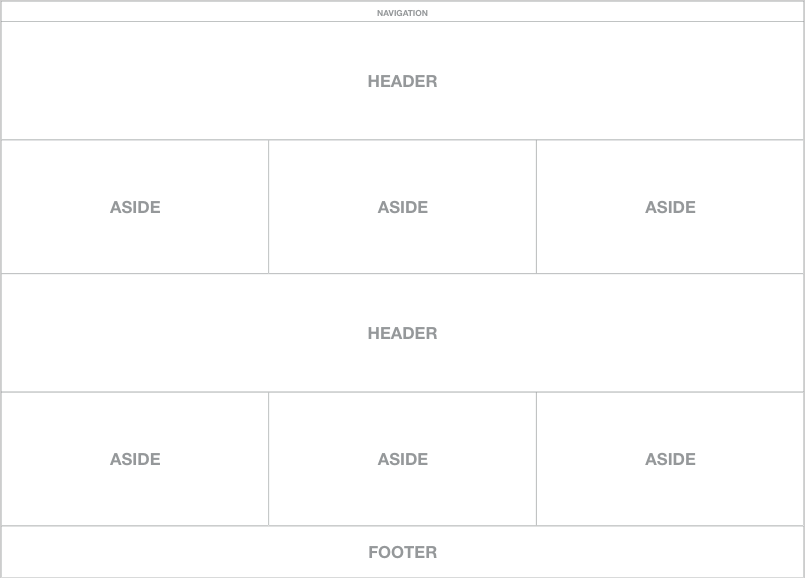 NAVIGATION
HEADER
ASIDE ASIDE ASIDE
HEADER
ASIDE ASIDE ASIDE
FOOTER